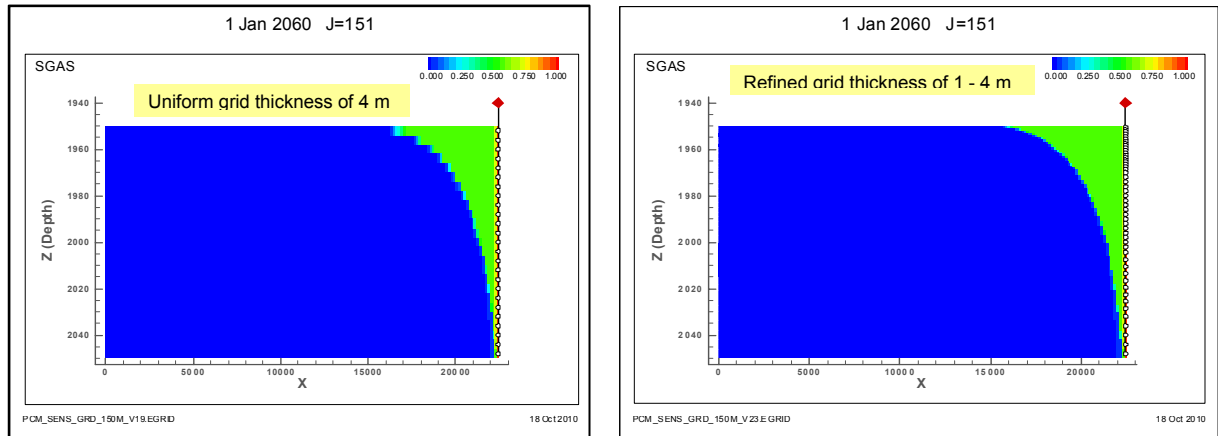 1 Jan 2060 J=151
SGAS
0.000 0.250 0.500 0.750 1.000
Uniform grid thickness of 4 m
1940
1960
1980
2000
2020
2040
Z (Depth)
0 5000 10000 15000 20000
X
PCM_SENS_GRD_150M_V19.EGRID
18 Oct 2010
1 Jan 2060 J=151
SGAS
0.000 0.250 0.500 0.750 1.000
Refined grid thickness of 1 - 4 m
1940
1960
1980
2000
2020
2040
Z (Depth)
0 5000 10000 15000 20000
X
PCM_SENS_GRD_150M_V23.EGRID
18 Oct 2010